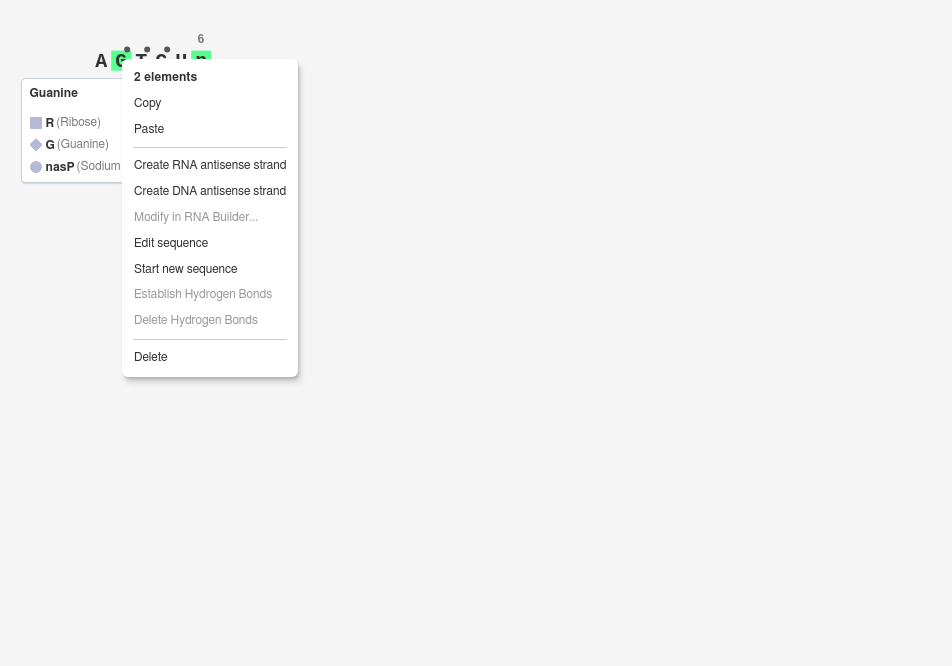 6
A G T C U n
2 elements
Copy
Paste
Create RNA antisense strand
Create DNA antisense strand
Modify in RNA Builder...
Edit sequence
Start new sequence
Establish Hydrogen Bonds
Delete Hydrogen Bonds
Delete
Guanine
R (Ribose)
G (Guanine)
nasP (Sodium